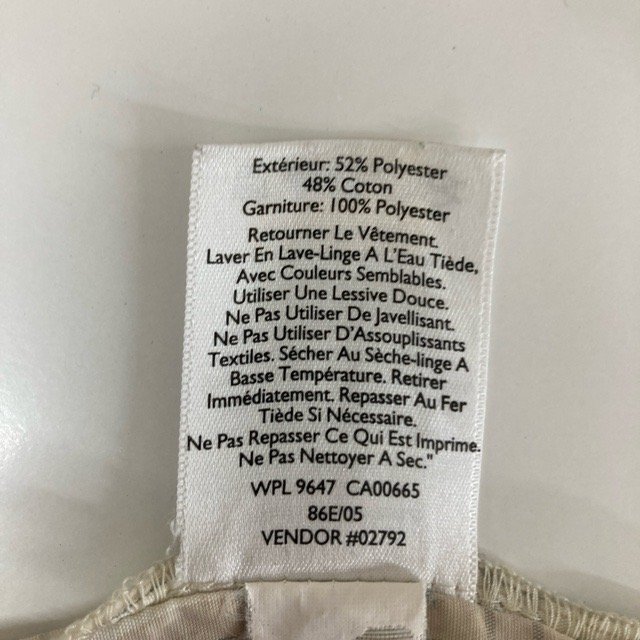 Extérieur: 52% Polyester
48% Coton
Garniture: 100% Polyester
Retourner Le Vêtement.
Laver En Lave-Linge A L'Eau Tiède,
Avec Couleurs Semblables.
Utiliser Une Lessive Douce.
Ne Pas Utiliser De Javellisant.
Ne Pas Utiliser D'Assouplissants
Textiles. Sécher Au Sèche-linge A
Basse Température. Retirer
Immédiatement. Repasser Au Fer
Tiède Si Nécessaire.
Ne Pas Repasser Ce Qui Est Imprime.
Ne Pas Nettoyer A Sec."
WPL 9647 CA00665
86E/05
VENDOR #02792